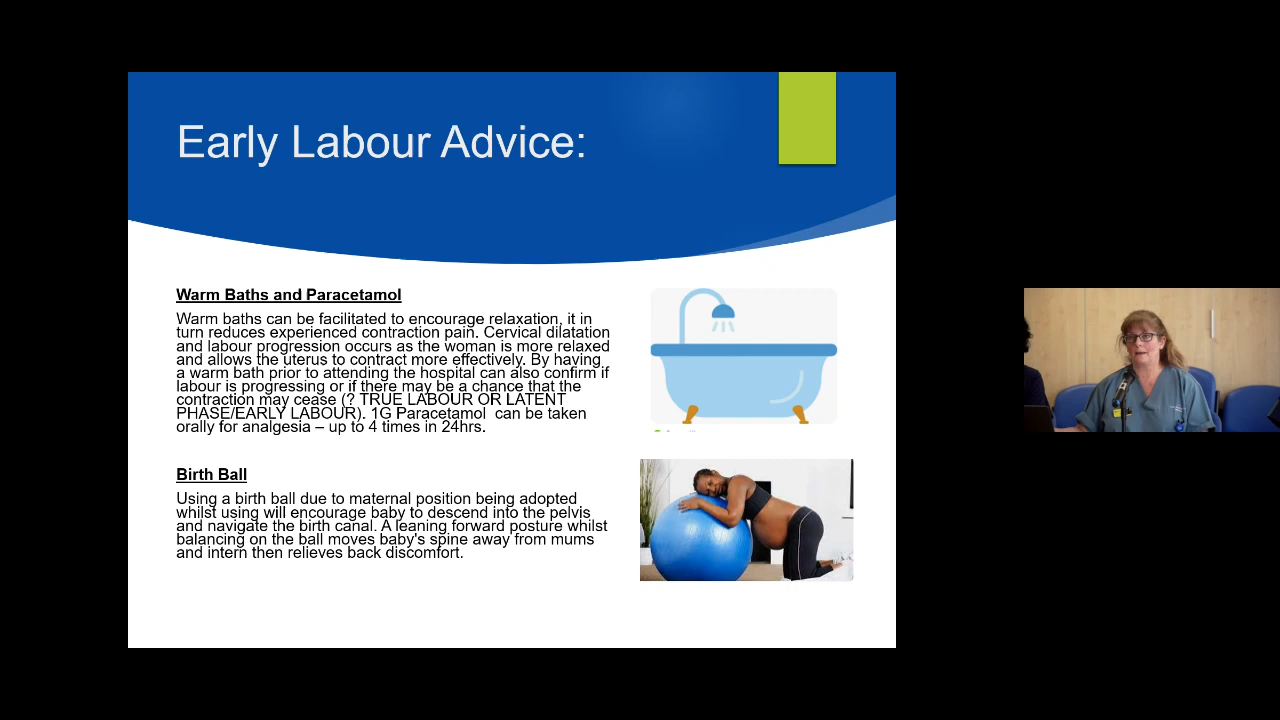 Early Labour Advice:
Warm Baths and Paracetamol
Warm baths can be facilitated to encourage relaxation, it in
turn reduces experienced contraction pain. Cervical dilatation
and labour progression occurs as the woman is more relaxed
and allows the uterus to contract more effectively. By having
a warm bath prior to attending the hospital can also confirm if
labour is progressing or if there may be a chance that the
contraction may cease (? TRUE LABOUR OR LATENT
PHASE/EARLY LABOUR). 1G Paracetamol can be taken
orally for analgesia – up to 4 times in 24hrs.
Birth Ball
Using a birth ball due to maternal position being adopted
whilst using will encourage baby to descend into the pelvis
and navigate the birth canal. A leaning forward posture whilst
balancing on the ball moves baby's spine away from mums
and intern then relieves back discomfort.